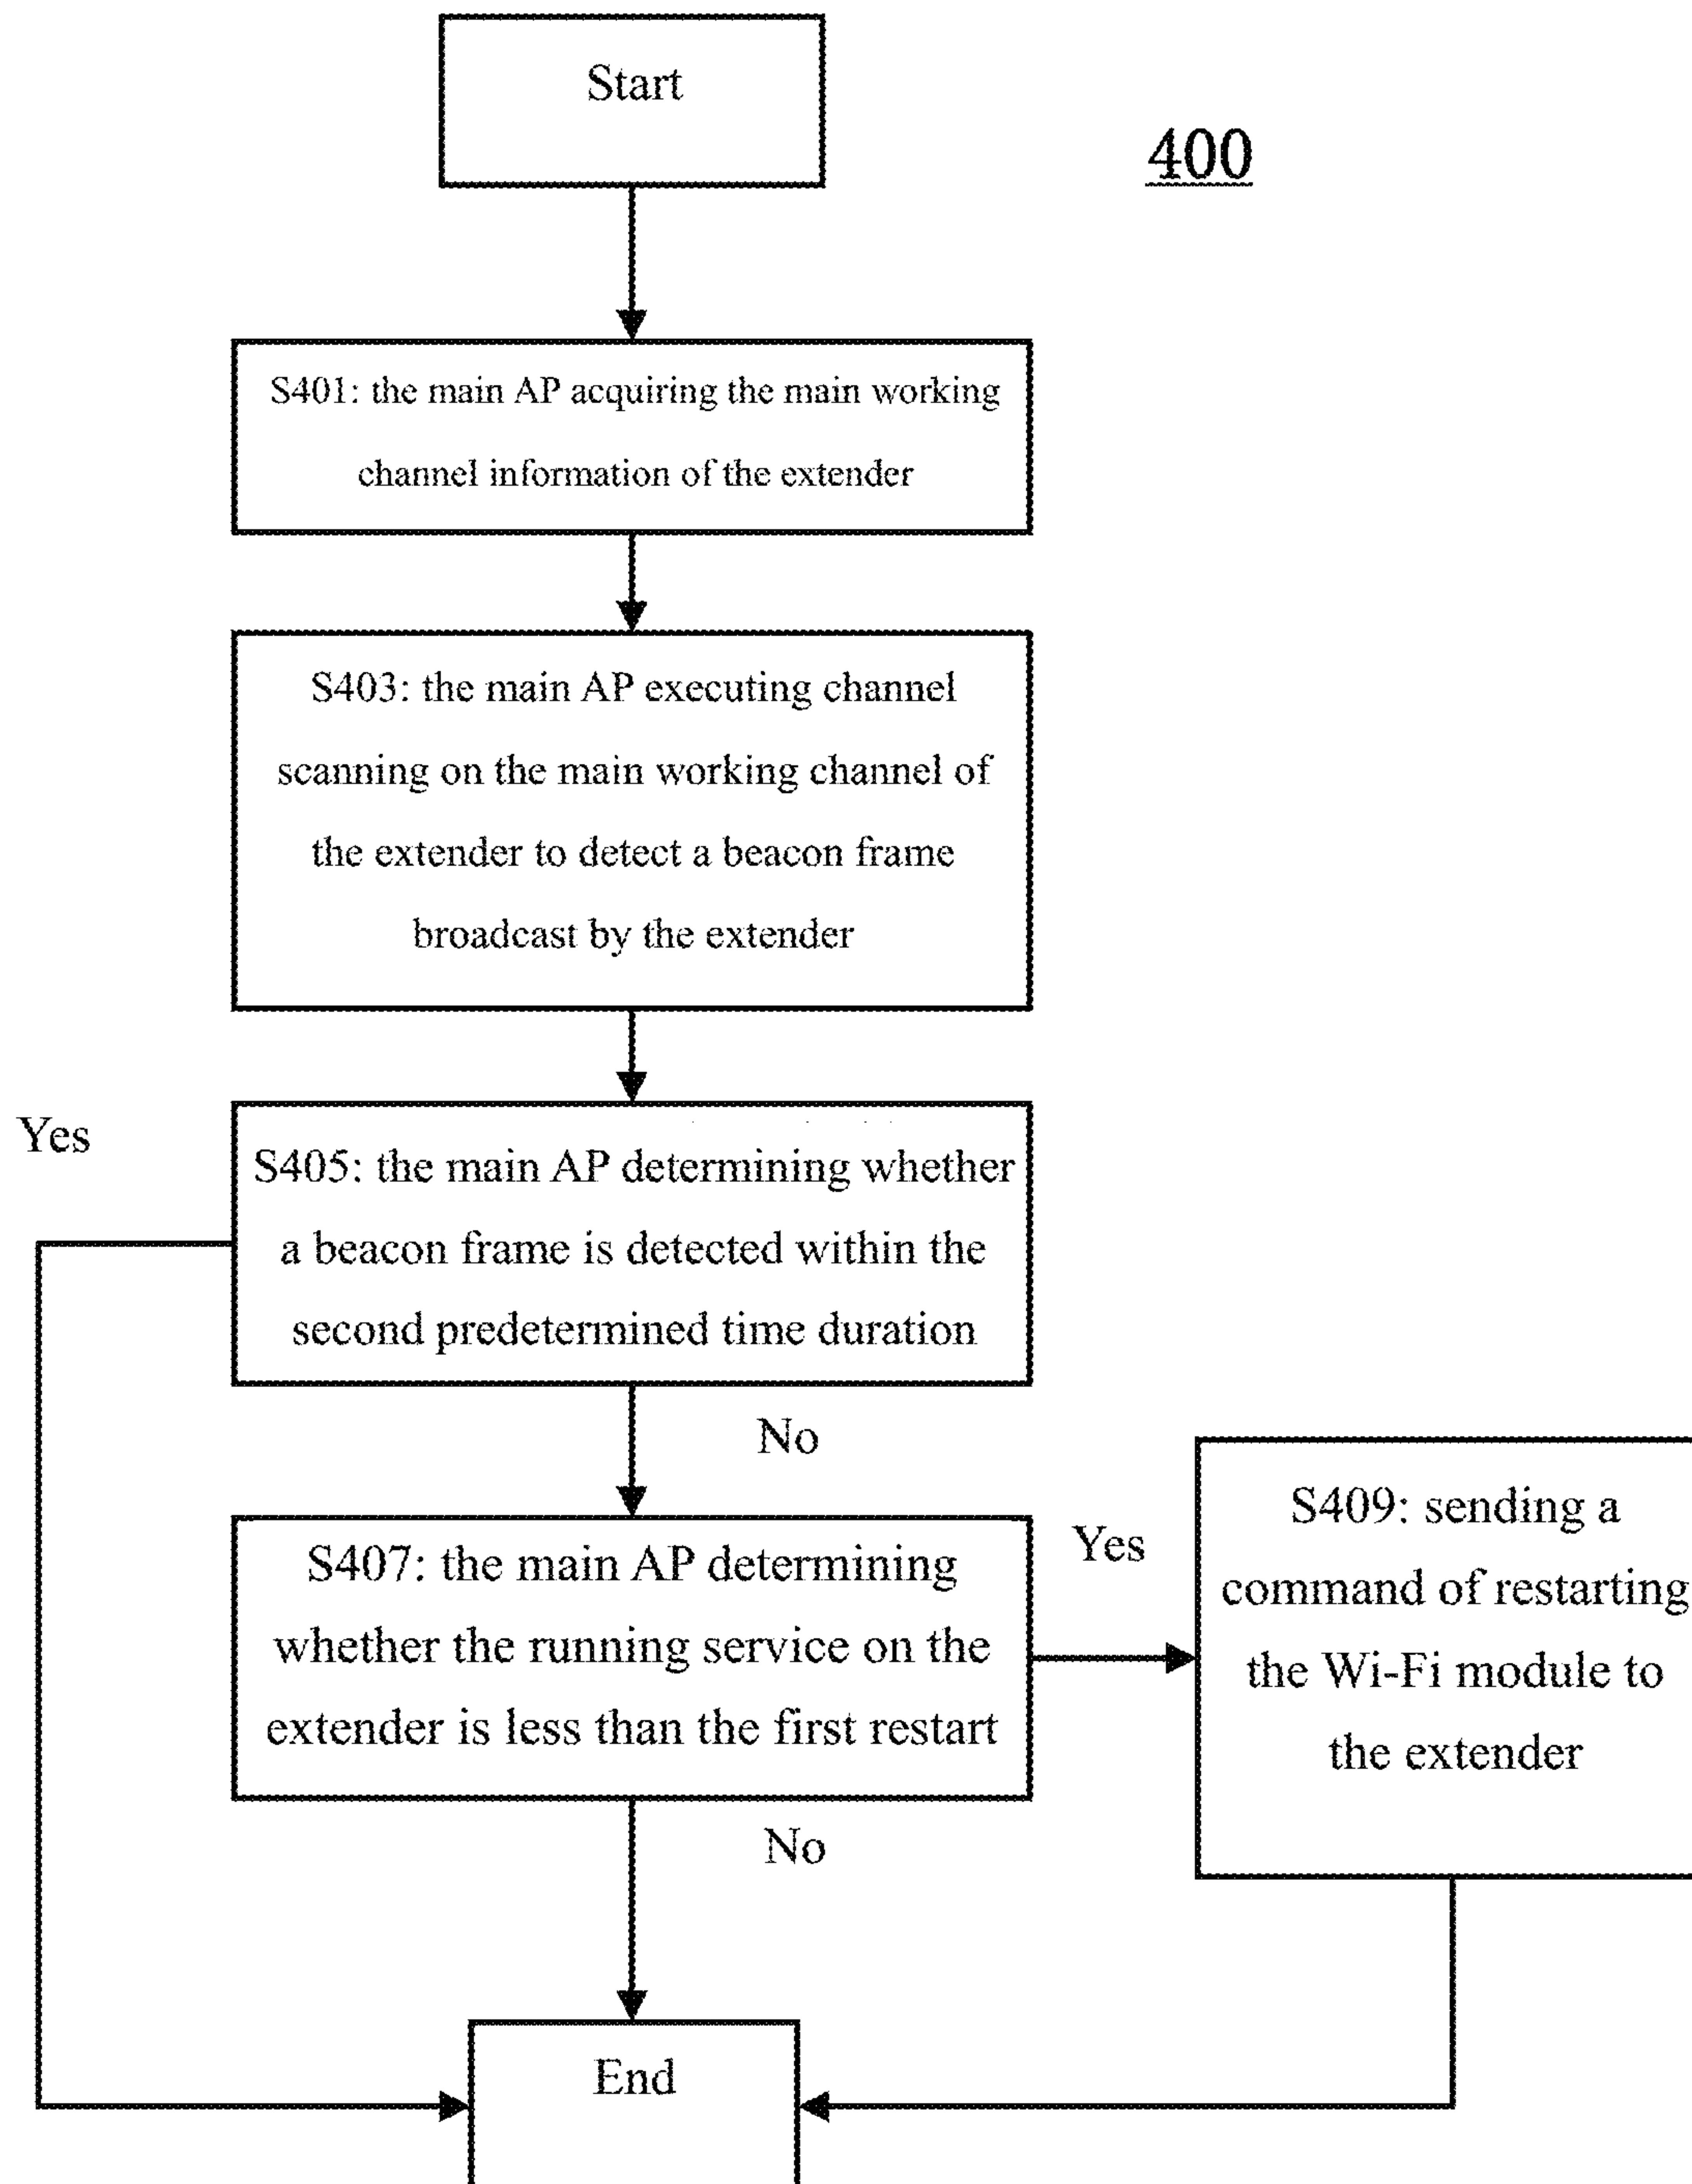 Start
400
S401: the main AP acquiring the main working
channel information of the extender
S403: the main AP executing channel
scanning on the main working channel of
the extender to detect a beacon frame
broadcast by the extender
Yes
S405: the main AP determining whether
a beacon frame is detected within the
second predetermined time duration
No
S407: the main AP determining
whether the running service on the
extender is less than the first restart
Yes
S409: sending a
command of restarting
the Wi-Fi module to
the extender
No
End